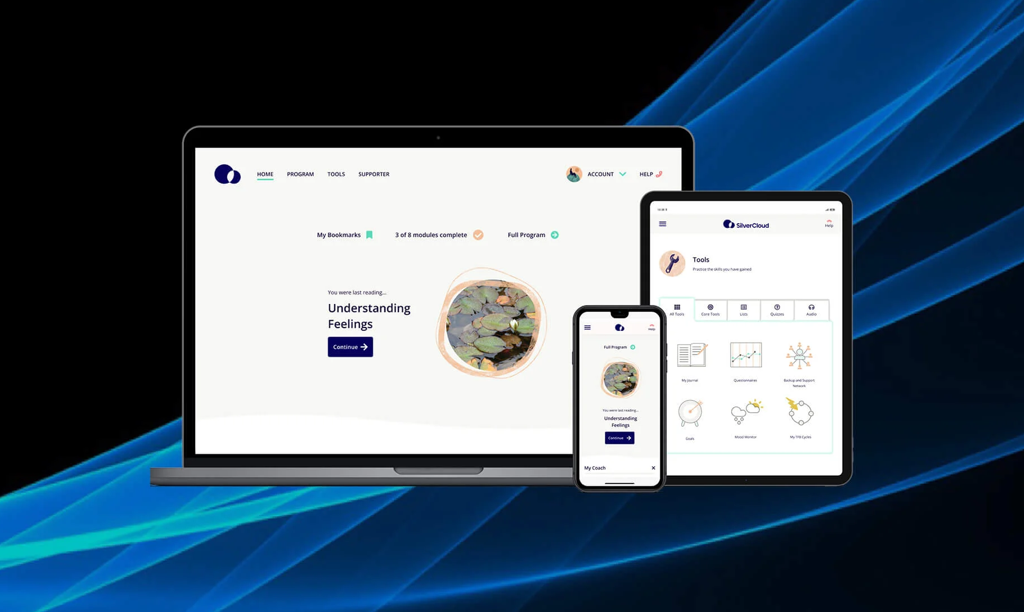 HOME PROGRAM TOOLS SUPPORTER ACCOUNT HELP
My Bookmarks 3 of 8 modules complete Full Program
You were last reading...
Understanding
Feelings
Continue
Help
Full Program
You were last reading...
Understanding
Feelings
Continue
My Coach
SilverCloud
Help
Tools
Practice the skills you have gained
All Tools Core Tools Lists Quizzes Audio
My Journal Questionnaires Backup and Support
Network
Goals Mood Monitor My TFB Cycles